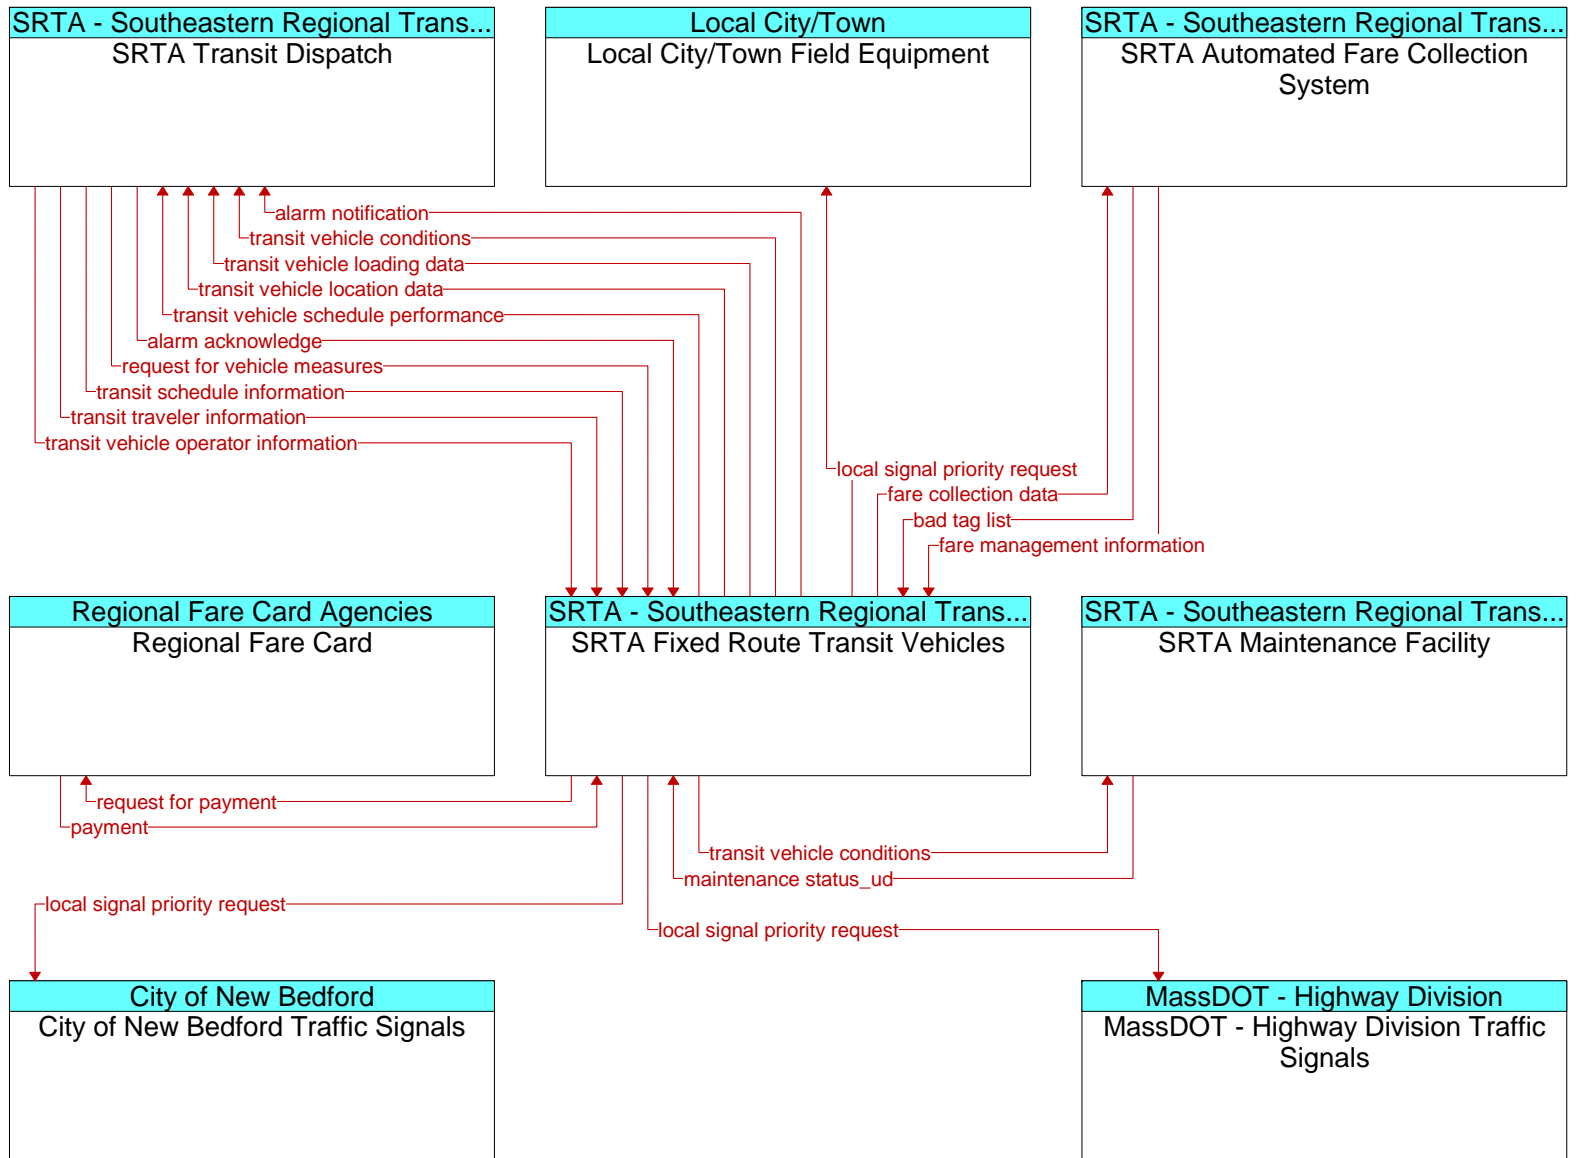 SRTA - Southeastern Regional Trans...
SRTA Transit Dispatch
Local City/Town
Local City/Town Field Equipment
SRTA - Southeastern Regional Trans...
SRTA Automated Fare Collection
System
alarm notification
transit vehicle conditions
transit vehicle loading data
transit vehicle location data
transit vehicle schedule performance
alarm acknowledge
request for vehicle measures
transit schedule information
transit traveler information
transit vehicle operator information
local signal priority request
fare collection data
bad tag list
fare management information
Regional Fare Card Agencies
Regional Fare Card
SRTA - Southeastern Regional Trans...
SRTA Fixed Route Transit Vehicles
SRTA - Southeastern Regional Trans...
SRTA Maintenance Facility
request for payment
payment
transit vehicle conditions
maintenance status_ud
local signal priority request
local signal priority request
City of New Bedford
City of New Bedford Traffic Signals
MassDOT - Highway Division
MassDOT - Highway Division Traffic
Signals